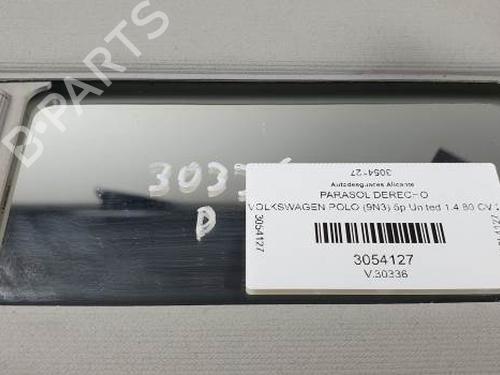 B-PARTS
3054127
Autodesguaces Alicante
PARASOL DERECHO
VOLKSWAGEN POLO (9N3) 5p United 1.4 80 CV
3054127
3054127
V.30336
D